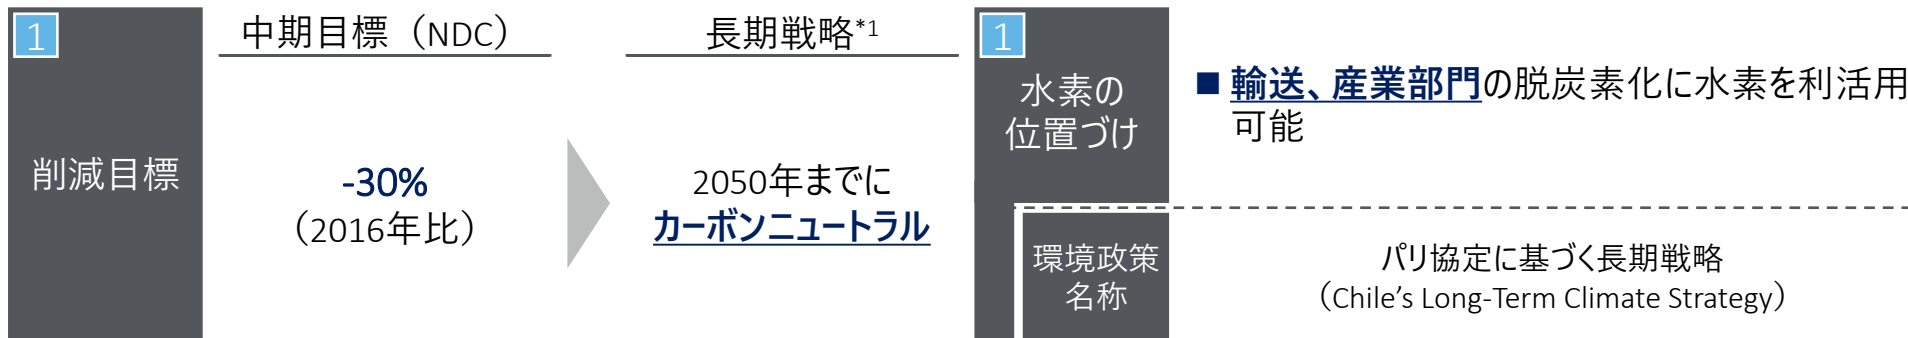 1
削減目標
中期目標（NDC）
-30%
（2016年比）
長期戦略*1
2050年までに
カーボンニュートラル
1
水素の
位置づけ
■ 輸送、産業部門の脱炭素化に水素を利活用
可能
環境政策
名称
パリ協定に基づく長期戦略
（Chile’s Long-Term Climate Strategy）